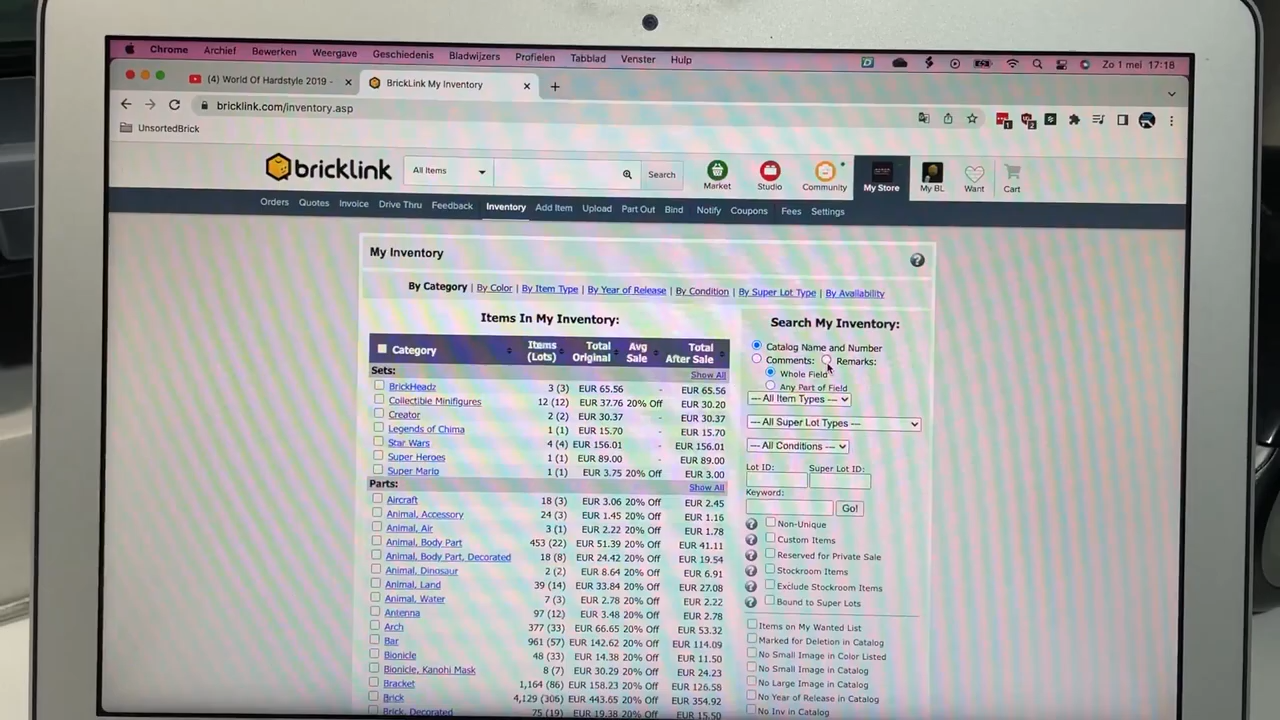 Chrome Archief Bewerken Weergave Geschiedenis Bladwijzers Profielen Tabblad Venster Help Zo 1 mei 17:18
(4) World Of Hardstyle 2019 - × BrickLink My Inventory × +
bricklink.com/inventory.asp
UnsortedBrick
bricklink All Items Search Market Studio Community My Store My BL Want Cart
Orders Quotes Invoice Drive Thru Feedback Inventory Add Item Upload Part Out Bind Notify Coupons Fees Settings
My Inventory
By Category | By Color | By Item Type | By Year of Release | By Condition | By Super Lot Type | By Availability
Items In My Inventory:
Category Items (Lots) Total Original Avg Sale Total After Sale
Sets: Show All
BrickHeadz 3 (3) EUR 65.56 - EUR 65.56
Collectible Minifigures 12 (12) EUR 37.76 20% Off EUR 30.20
Creator 2 (2) EUR 30.37 - EUR 30.37
Legends of Chima 1 (1) EUR 15.70 - EUR 15.70
Star Wars 4 (4) EUR 156.01 - EUR 156.01
Super Heroes 1 (1) EUR 89.00 - EUR 89.00
Super Mario 1 (1) EUR 3.75 20% Off EUR 3.00
Parts: Show All
Aircraft 18 (3) EUR 3.06 20% Off EUR 2.45
Animal, Accessory 24 (3) EUR 1.45 20% Off EUR 1.16
Animal, Air 3 (1) EUR 2.22 20% Off EUR 1.78
Animal, Body Part 453 (22) EUR 51.39 20% Off EUR 41.11
Animal, Body Part, Decorated 18 (8) EUR 24.42 20% Off EUR 19.54
Animal, Dinosaur 2 (2) EUR 8.64 20% Off EUR 6.91
Animal, Land 39 (14) EUR 33.84 20% Off EUR 27.08
Animal, Water 7 (3) EUR 2.78 20% Off EUR 2.22
Antenna 97 (12) EUR 3.48 20% Off EUR 2.78
Arch 377 (33) EUR 66.65 20% Off EUR 53.32
Bar 961 (57) EUR 142.62 20% Off EUR 114.09
Bionicle 48 (33) EUR 14.38 20% Off EUR 11.50
Bionicle, Kanohi Mask 8 (7) EUR 30.29 20% Off EUR 24.23
Bracket 1,164 (86) EUR 158.23 20% Off EUR 126.58
Brick 4,129 (306) EUR 443.65 20% Off EUR 354.92
Brick, Decorated 75 (19) EUR 19.38 20% Off EUR 15.50
Search My Inventory:
Catalog Name and Number
Comments: Remarks:
Whole Field
Any Part of Field
--- All Item Types ---
--- All Super Lot Types ---
--- All Conditions ---
Lot ID: Super Lot ID:
Keyword:
Go!
Non-Unique
Custom Items
Reserved for Private Sale
Stockroom Items
Exclude Stockroom Items
Bound to Super Lots
Items on My Wanted List
Marked for Deletion in Catalog
No Small Image in Color Listed
No Small Image in Catalog
No Large Image in Catalog
No Year of Release in Catalog
No Inv in Catalog